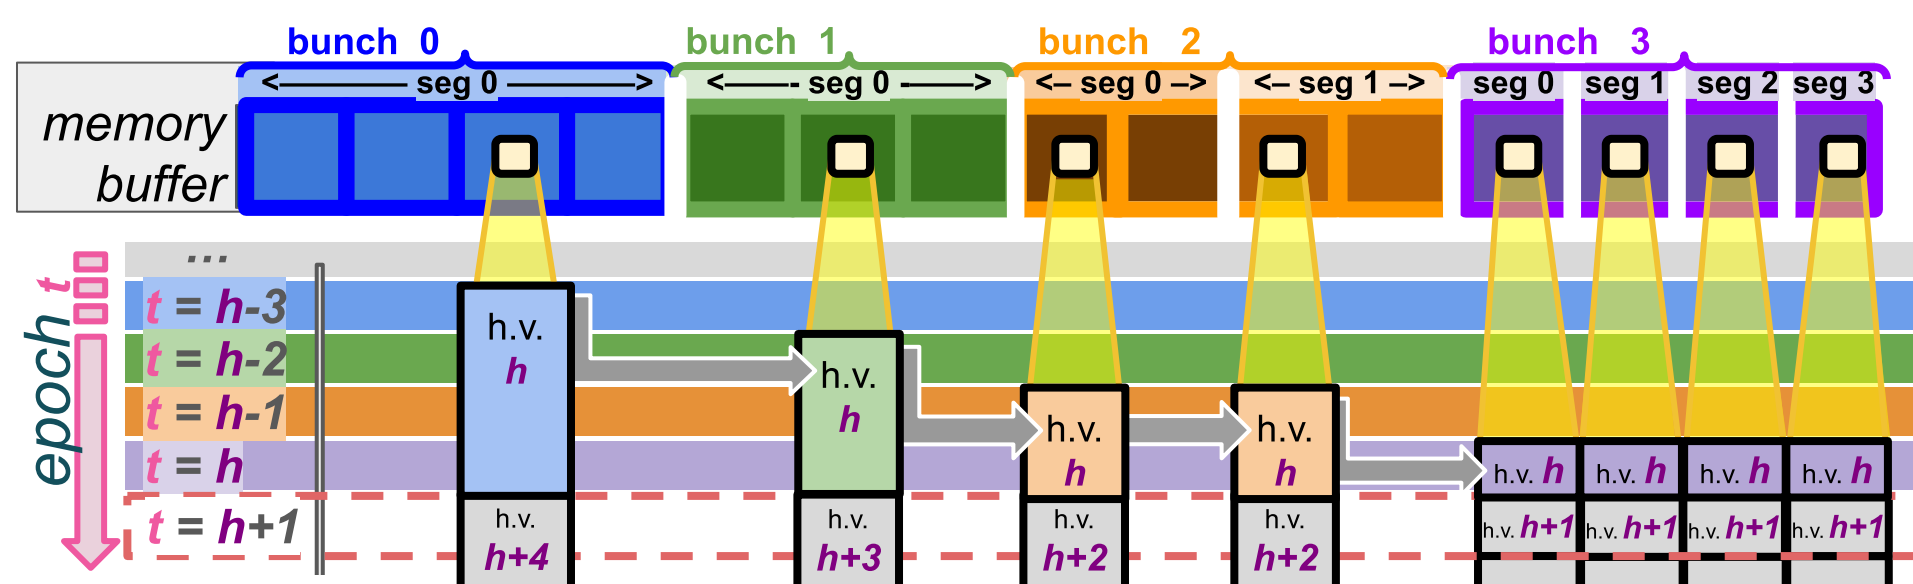 bunch 0 bunch 1 bunch 2 bunch 3
<——— seg 0 ———> <——- seg 0 -——> <– seg 0 –> <– seg 1 –> seg 0 seg 1 seg 2 seg 3
memory
buffer
epoch t
...
t = h-3
t = h-2
t = h-1
t = h
t = h+1
h.v.
h
h.v.
h
h.v.
h
h.v.
h
h.v. h h.v. h h.v. h h.v. h
h.v.
h+4
h.v.
h+3
h.v.
h+2
h.v.
h+2
h.v. h+1 h.v. h+1 h.v. h+1 h.v. h+1